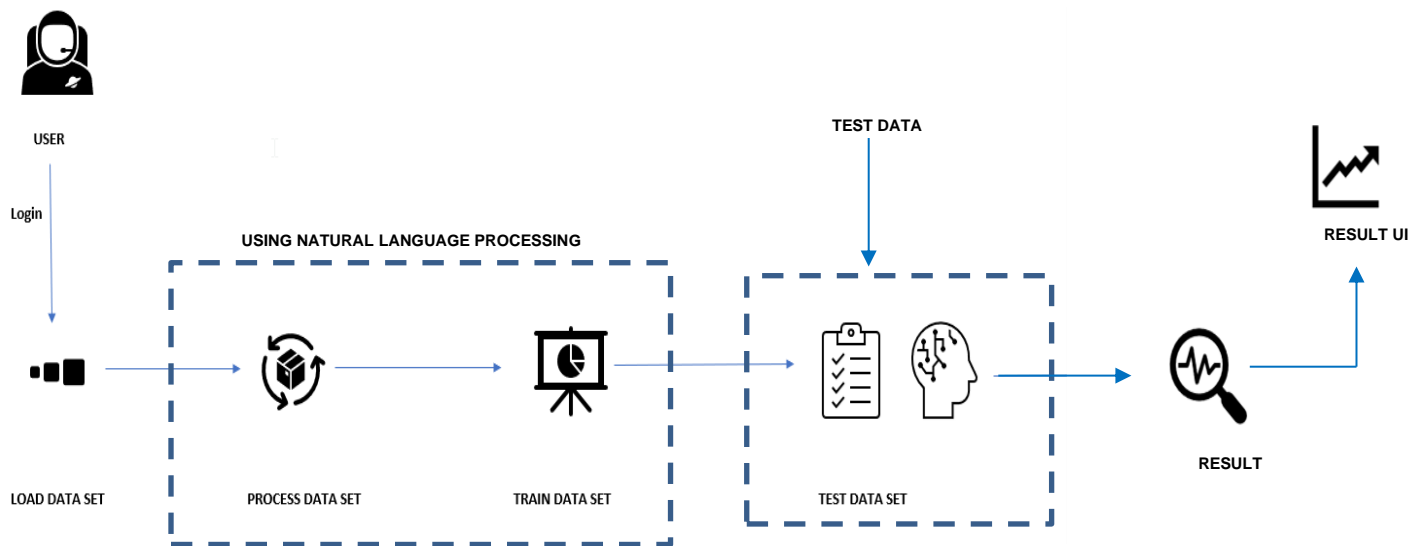 USER
TEST DATA
Login
RESULT UI
USING NATURAL LANGUAGE PROCESSING
RESULT
LOAD DATA SET
PROCESS DATA SET
TRAIN DATA SET
TEST DATA SET